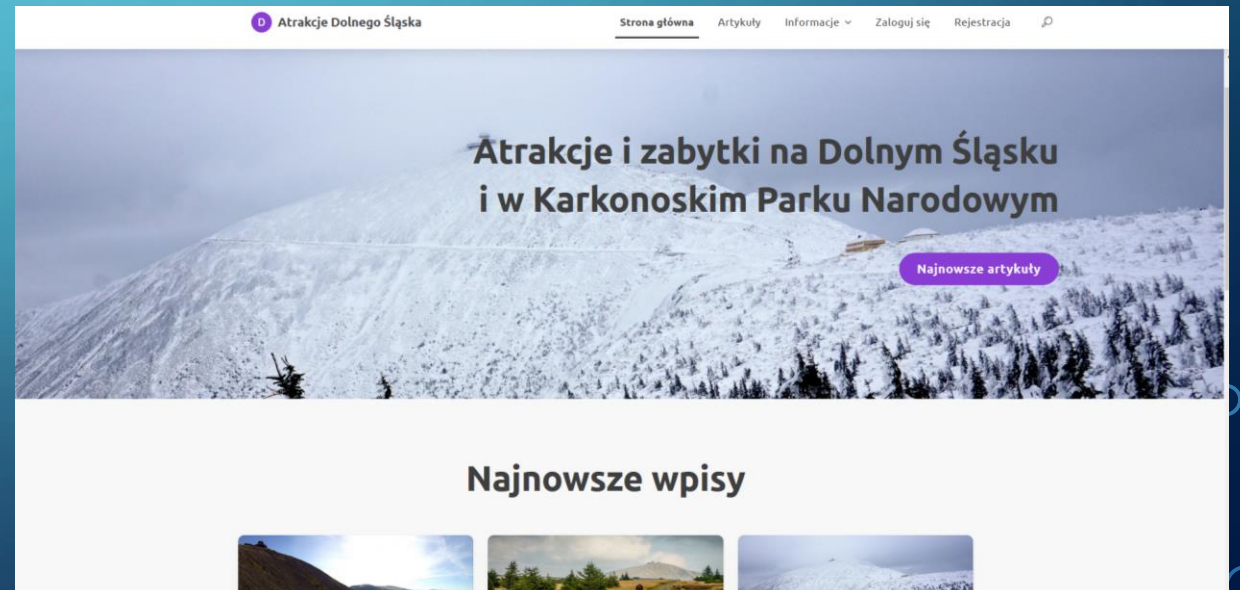 D Atrakcje Dolnego Śląska Strona główna Artykuły Informacje Zaloguj się Rejestracja
Atrakcje i zabytki na Dolnym Śląsku
i w Karkonoskim Parku Narodowym
Najnowsze artykuły
Najnowsze wpisy